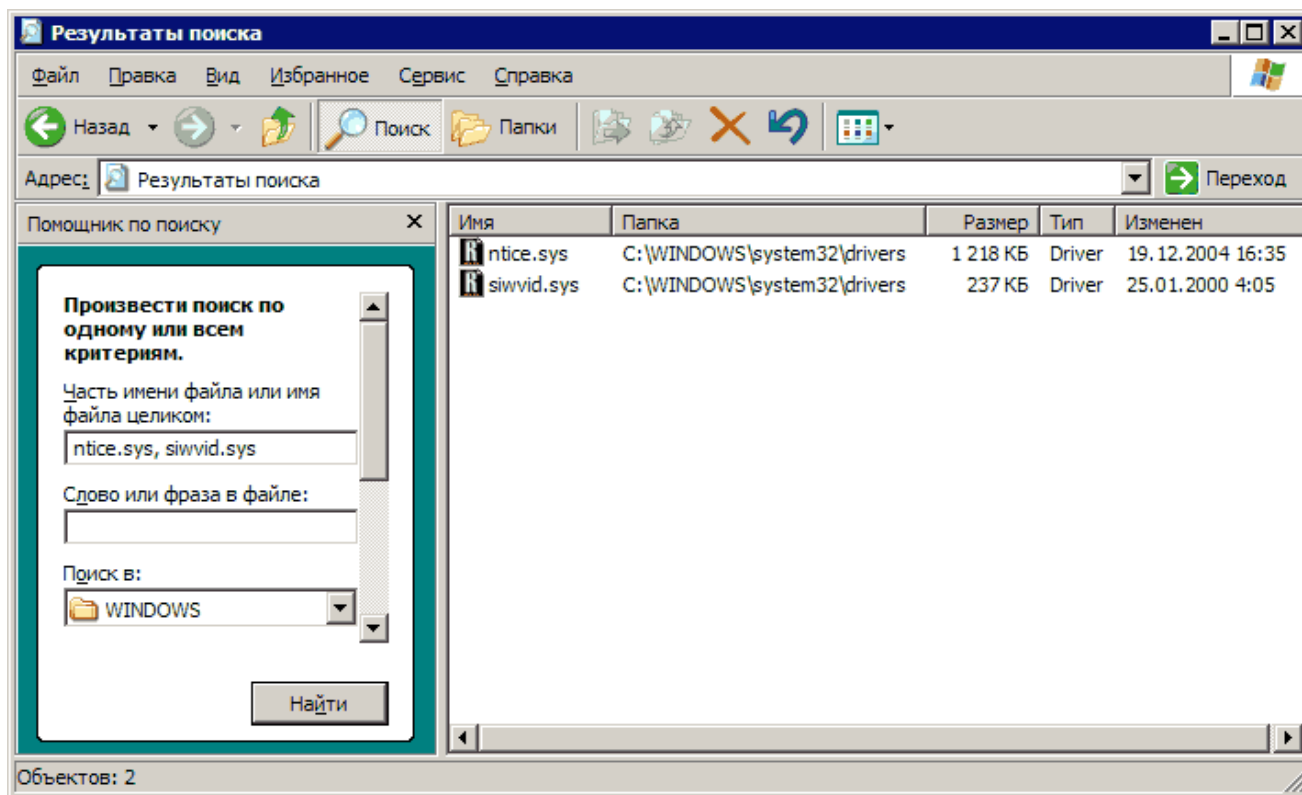 Результаты поиска
Файл Правка Вид Избранное Сервис Справка
Назад Поиск Папки
Адрес: Результаты поиска Переход
Помощник по поиску
Имя Папка Размер Тип Изменен
ntice.sys C:\WINDOWS\system32\drivers 1 218 КБ Driver 19.12.2004 16:35
siwvid.sys C:\WINDOWS\system32\drivers 237 КБ Driver 25.01.2000 4:05
Произвести поиск по
одному или всем
критериям.
Часть имени файла или имя
файла целиком:
ntice.sys, siwvid.sys
Слово или фраза в файле:
Поиск в:
WINDOWS
Найти
Объектов: 2